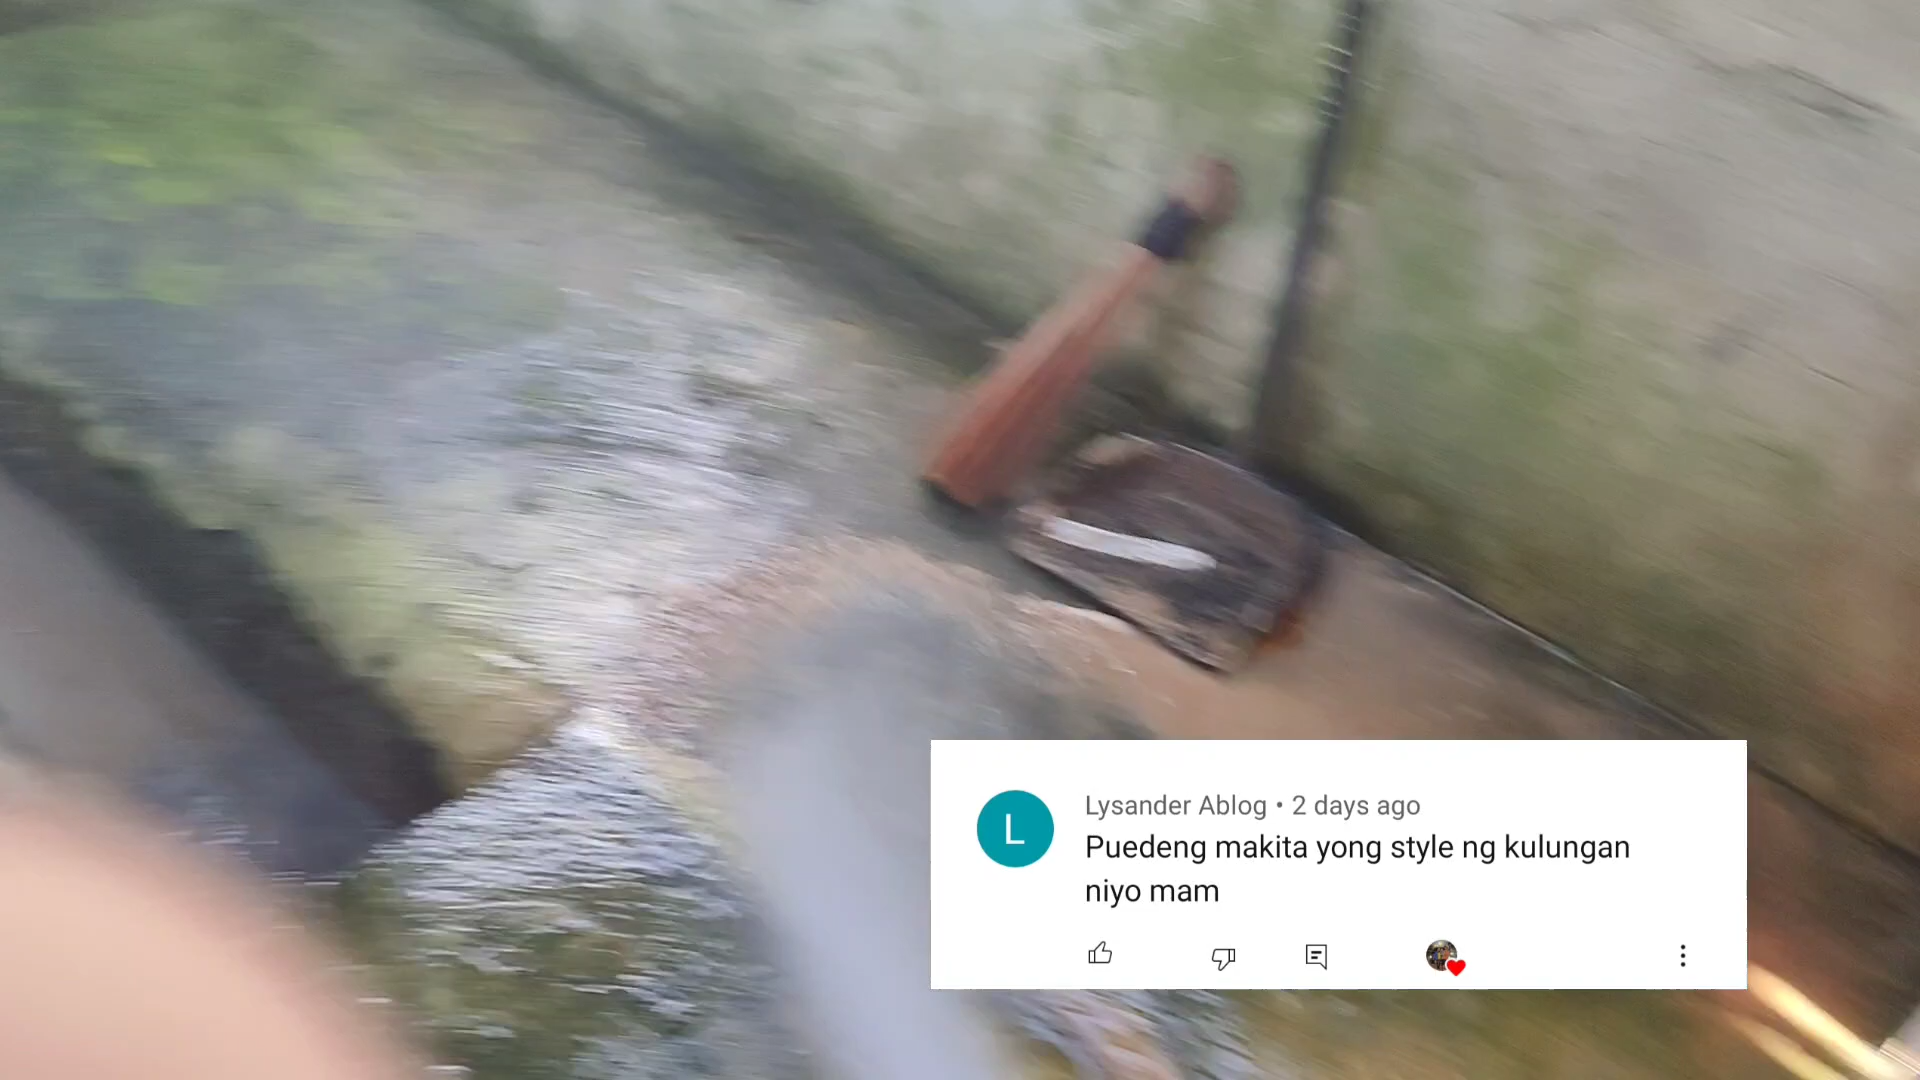 Lysander Ablog • 2 days ago
Puedeng makita yong style ng kulungan
niyo mam
L